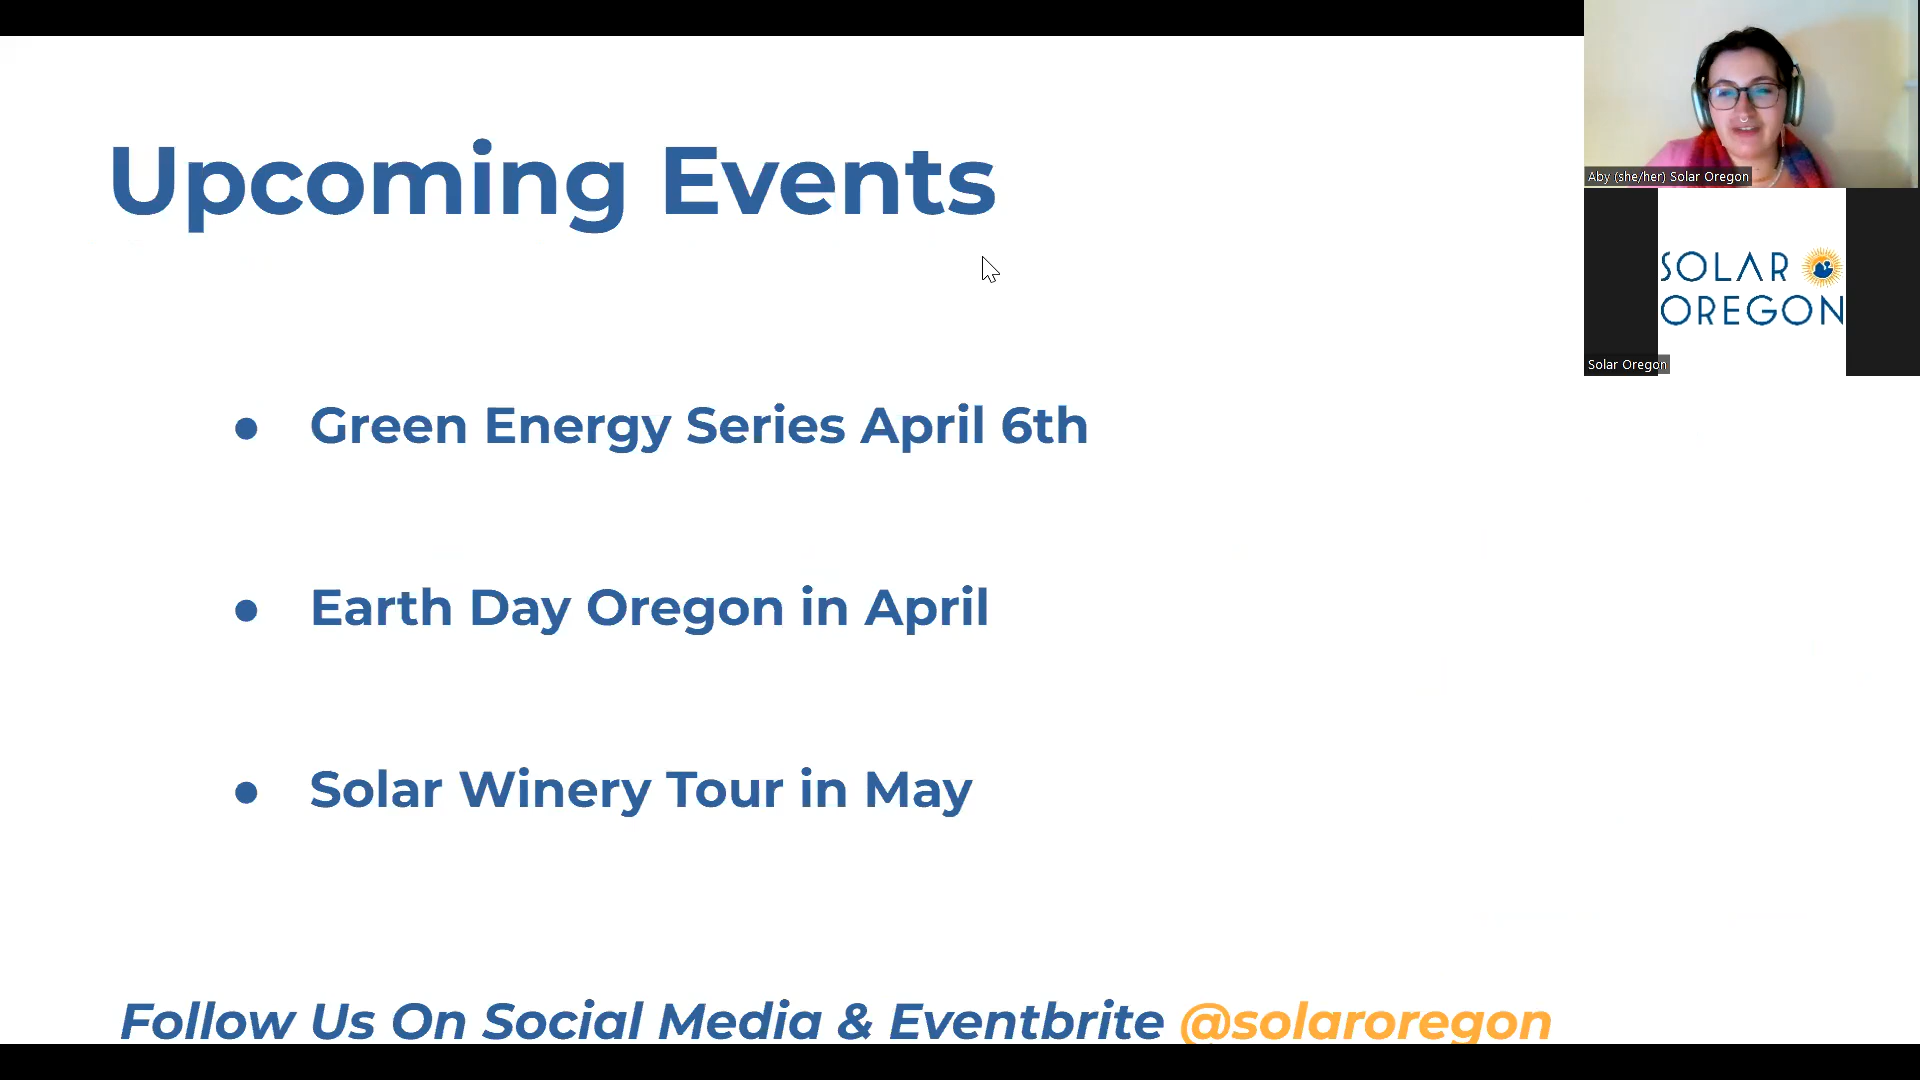 Upcoming Events
● Green Energy Series April 6th
● Earth Day Oregon in April
● Solar Winery Tour in May
Follow Us On Social Media & Eventbrite @solaroregon
Aby (she/her) Solar Oregon
SOLAR
OREGON
Solar Oregon